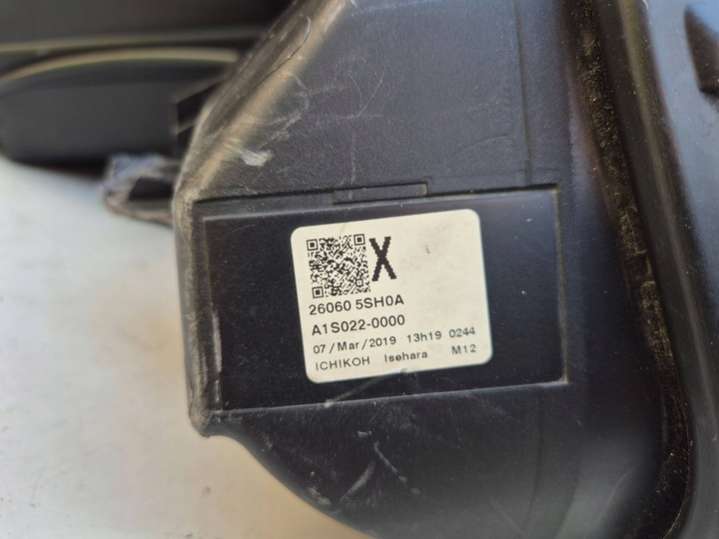 X
26060 5SH0A
A1S022-0000
07/Mar/2019 13h19 0244
ICHIKOH Isehara M12